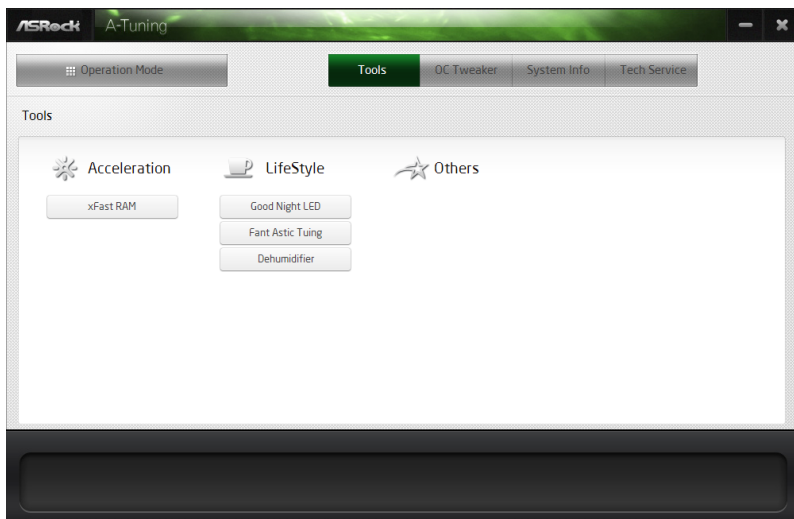 ASRock A-Tuning
Operation Mode
Tools OC Tweaker System Info Tech Service
Tools
Acceleration LifeStyle Others
xFast RAM Good Night LED
Fant Astic Tuing
Dehumidifier